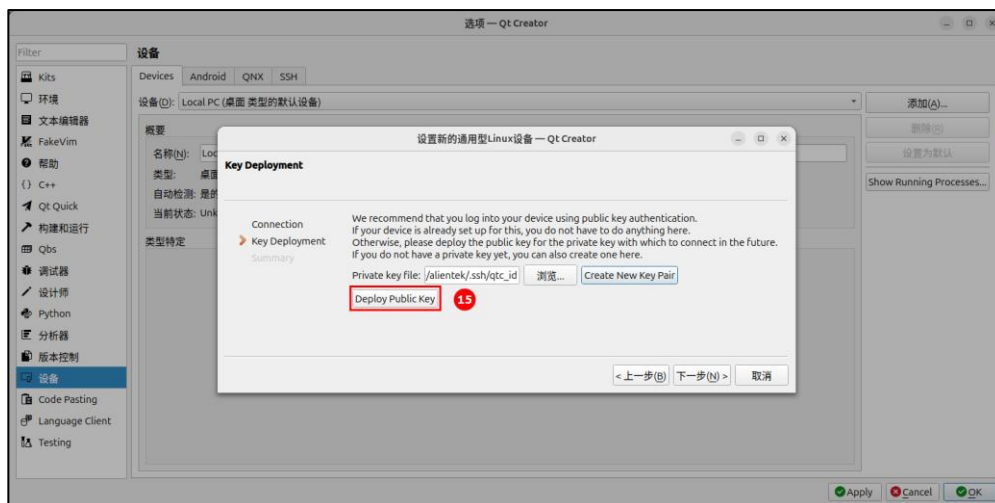 选项 — Qt Creator
Filter
Kits
环境
文本编辑器
FakeVim
帮助
{} C++
Qt Quick
构建和运行
Qbs
调试器
设计师
Python
分析器
版本控制
设备
Code Pasting
Language Client
Testing
设备
Devices Android QNX SSH
设备(D): Local PC (桌面 类型的默认设备)
添加(A)...
删除(R)
设置为默认
Show Running Processes...
概要
名称(N): Loc
类型: 桌面
自动检测: 是的
当前状态: Unk
类型特定
设置新的通用型Linux设备 — Qt Creator
Key Deployment
Connection
Key Deployment
Summary
We recommend that you log into your device using public key authentication.
If your device is already set up for this, you do not have to do anything here.
Otherwise, please deploy the public key for the private key with which to connect in the future.
If you do not have a private key yet, you can also create one here.
Private key file: /alientek/.ssh/qtc_id 浏览... Create New Key Pair
Deploy Public Key 15
< 上一步(B) 下一步(N) > 取消
Apply Cancel OK